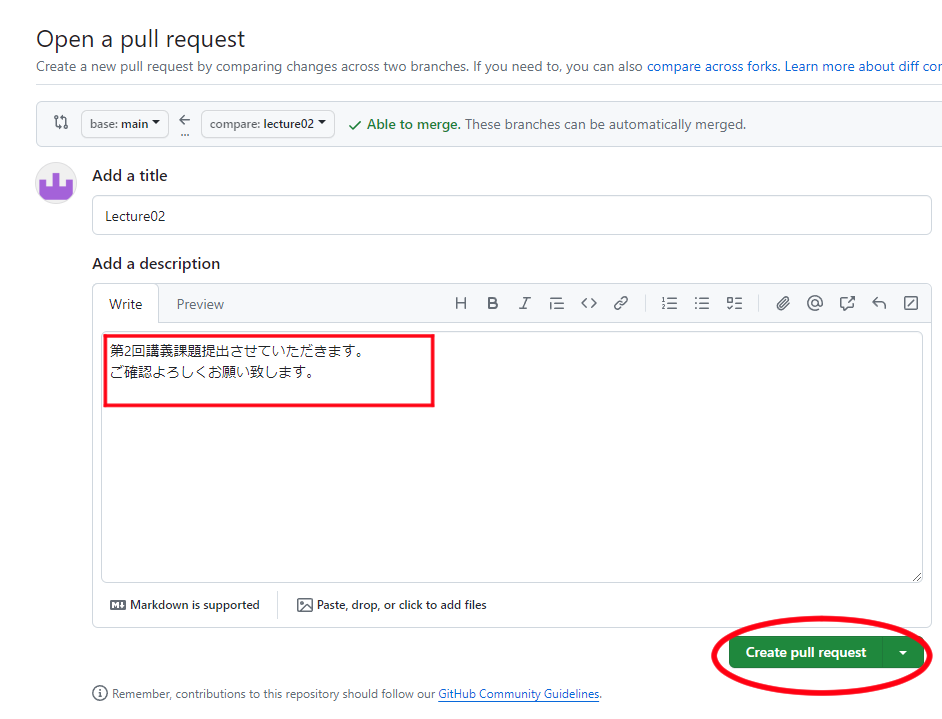 Open a pull request
Create a new pull request by comparing changes across two branches. If you need to, you can also compare across forks. Learn more about diff
base: main
compare: lecture02
Able to merge. These branches can be automatically merged.
Add a title
Lecture02
Add a description
Write
Preview
第2回講義課題提出させていただきます。
ご確認よろしくお願い致します。
Markdown is supported
Paste, drop, or click to add files
Create pull request
Remember, contributions to this repository should follow our GitHub Community Guidelines.